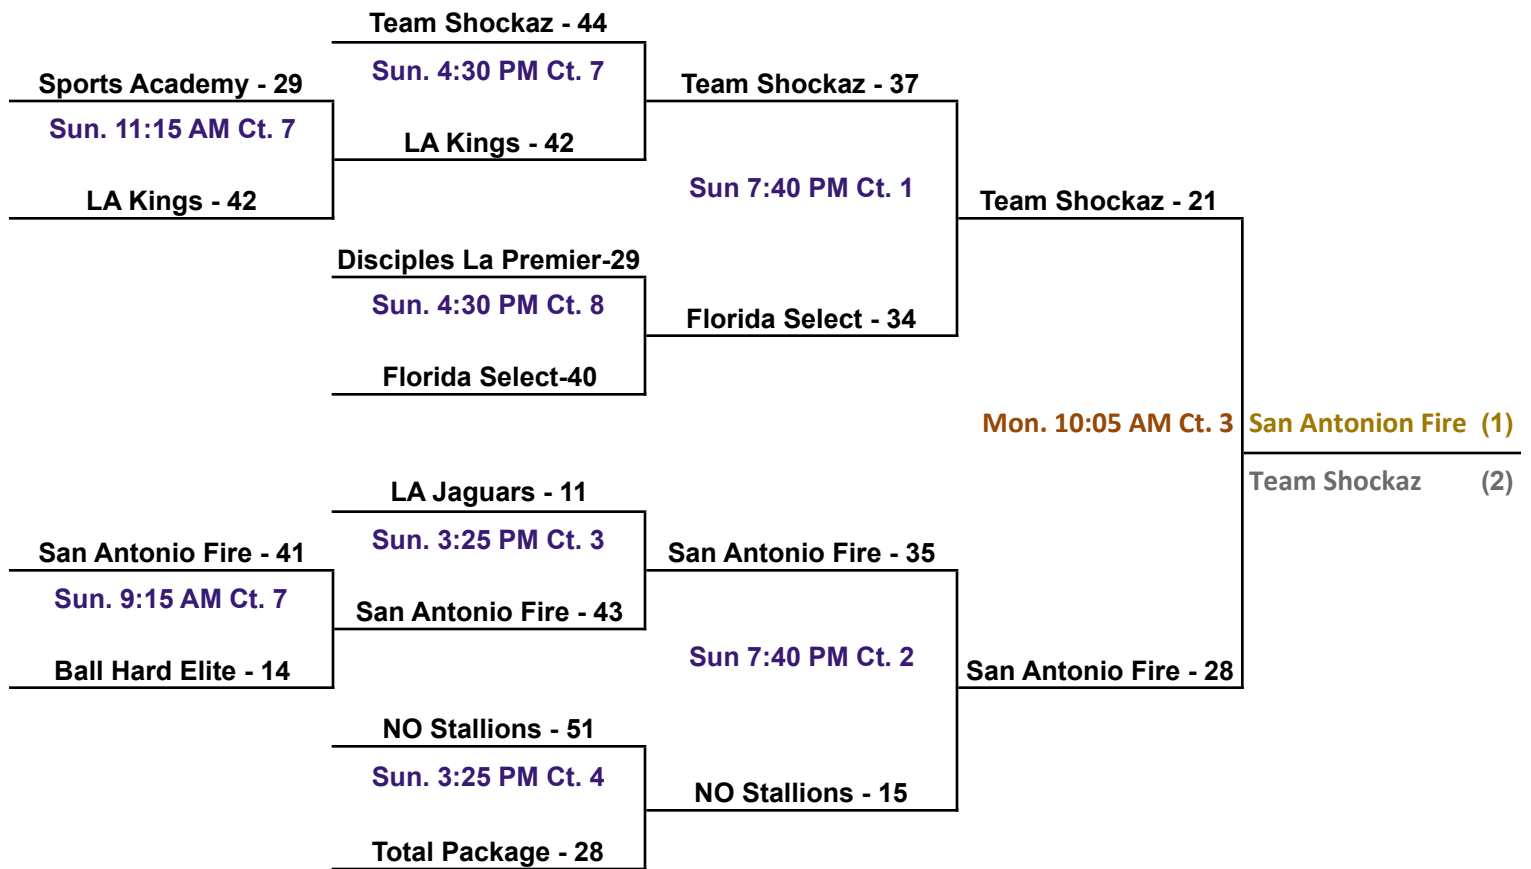 Team Shockaz - 44
Sun. 4:30 PM Ct. 7
Sports Academy - 29
Team Shockaz - 37
Sun. 11:15 AM Ct. 7
LA Kings - 42
Sun 7:40 PM Ct. 1
LA Kings - 42
Team Shockaz - 21
Disciples La Premier-29
Sun. 4:30 PM Ct. 8
Florida Select - 34
Florida Select-40
Mon. 10:05 AM Ct. 3
San Antonion Fire (1)
Team Shockaz (2)
LA Jaguars - 11
Sun. 3:25 PM Ct. 3
San Antonio Fire - 41
San Antonio Fire - 35
Sun. 9:15 AM Ct. 7
San Antonio Fire - 43
Sun 7:40 PM Ct. 2
Ball Hard Elite - 14
San Antonio Fire - 28
NO Stallions - 51
Sun. 3:25 PM Ct. 4
NO Stallions - 15
Total Package - 28